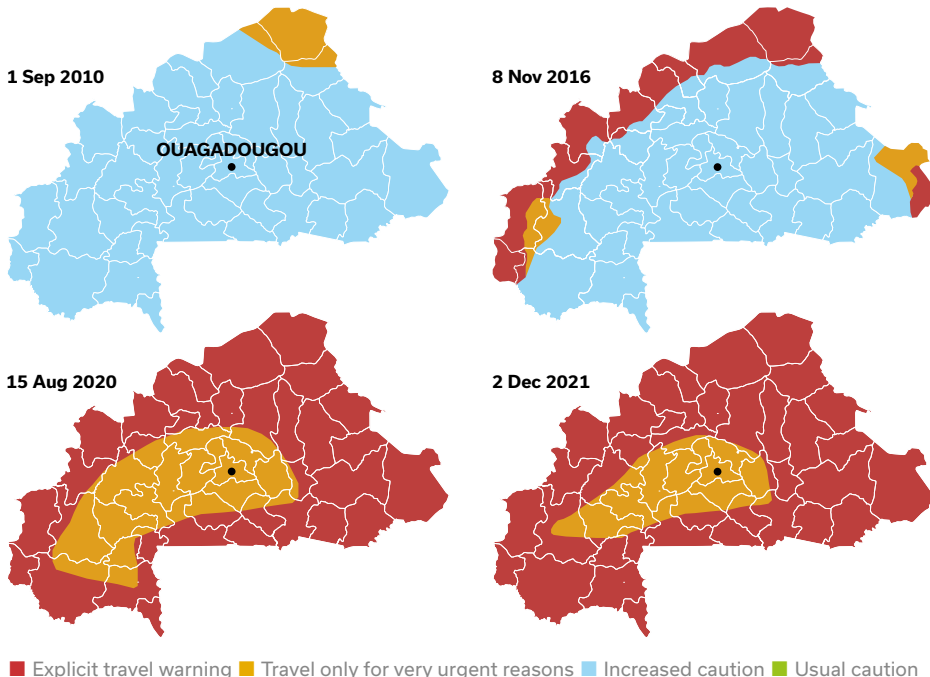 1 Sep 2010
8 Nov 2016
OUAGADOUGOU
15 Aug 2020
2 Dec 2021
Explicit travel warning Travel only for very urgent reasons Increased caution Usual caution